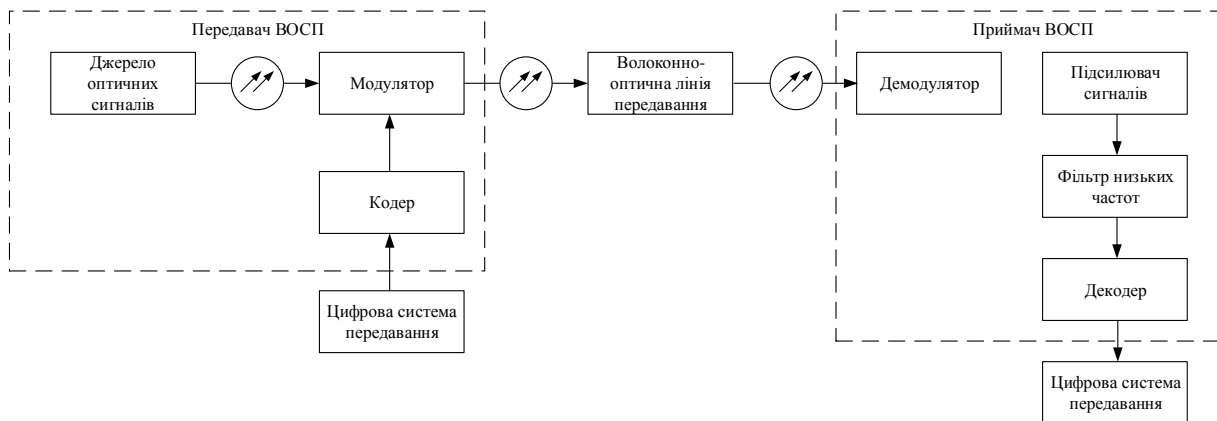 Передавач ВОСП
Джерело
оптичних
сигналів
Модулятор
Кодер
Цифрова система
передавання
Волоконно-
оптична лінія
передавання
Приймач ВОСП
Демодулятор
Підсилювач
сигналів
Фільтр низьких
частот
Декодер
Цифрова система
передавання